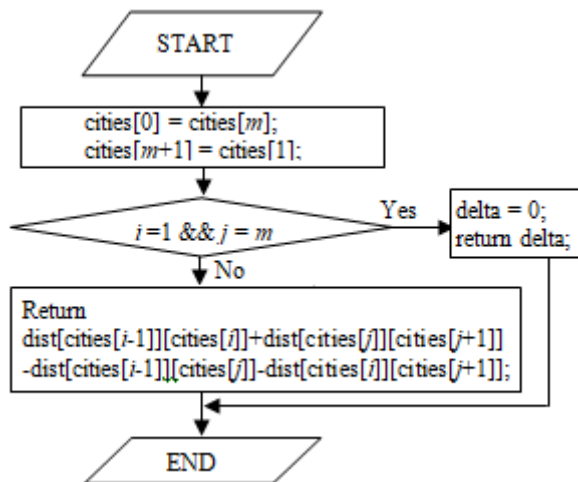 START
cities[0] = cities[m];
cities[m+1] = cities[1];
i=1 && j = m
Yes
delta = 0;
return delta;
No
Return
dist[cities[i-1]][cities[i]]+dist[cities[j]][cities[j+1]]
-dist[cities[i-1]][cities[j]]-dist[cities[i]][cities[j+1]];
END